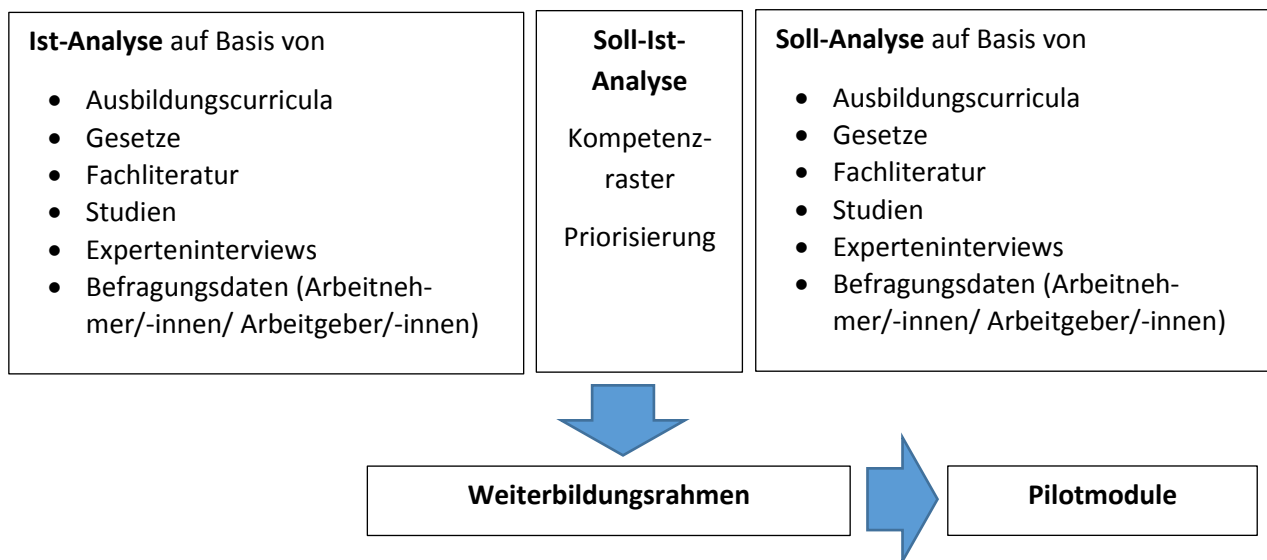 Ist-Analyse auf Basis von
• Ausbildungscurricula
• Gesetze
• Fachliteratur
• Studien
• Experteninterviews
• Befragungsdaten (Arbeitneh-
mer/-innen/ Arbeitgeber/-innen)
Soll-Ist-
Analyse
Kompetenz-
raster
Priorisierung
Soll-Analyse auf Basis von
• Ausbildungscurricula
• Gesetze
• Fachliteratur
• Studien
• Experteninterviews
• Befragungsdaten (Arbeitneh-
mer/-innen/ Arbeitgeber/-innen)
Weiterbildungsrahmen
Pilotmodule